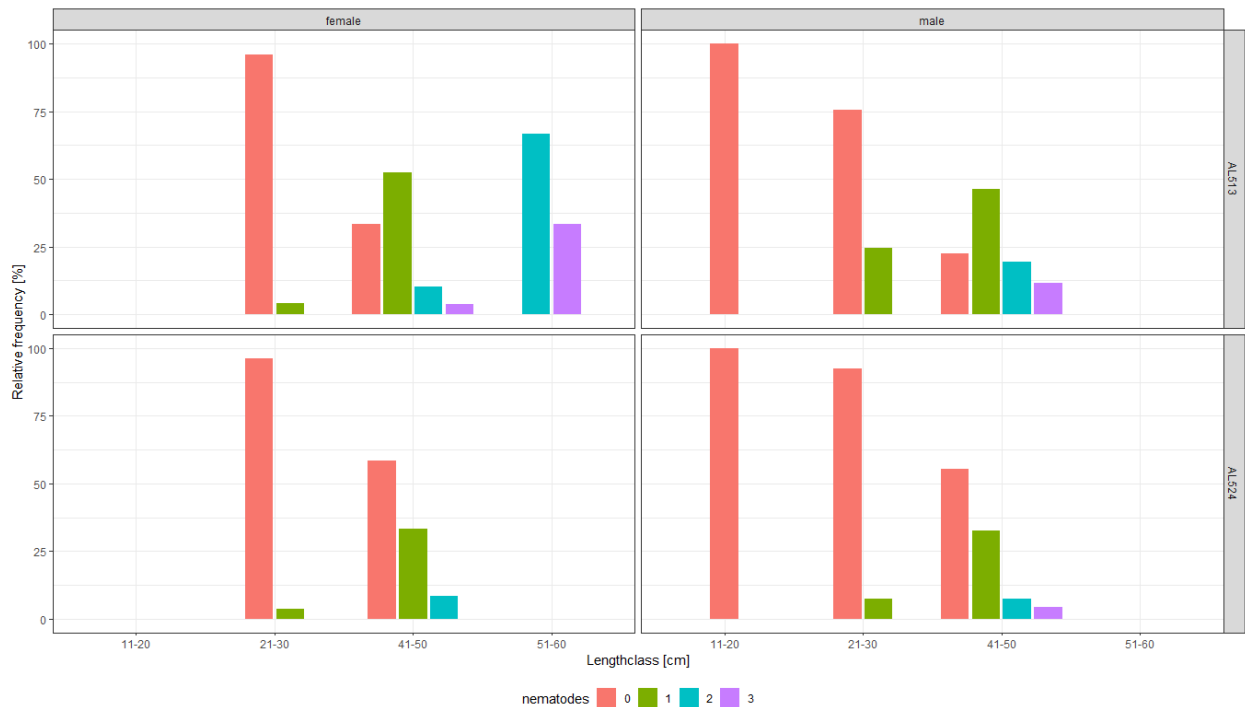 female male
100
75
50
25
0
AL513
Relative frequency [%]
100
75
50
25
0
AL524
11-20 21-30 41-50 51-60 11-20 21-30 41-50 51-60
Lengthclass [cm]
nematodes 0 1 2 3